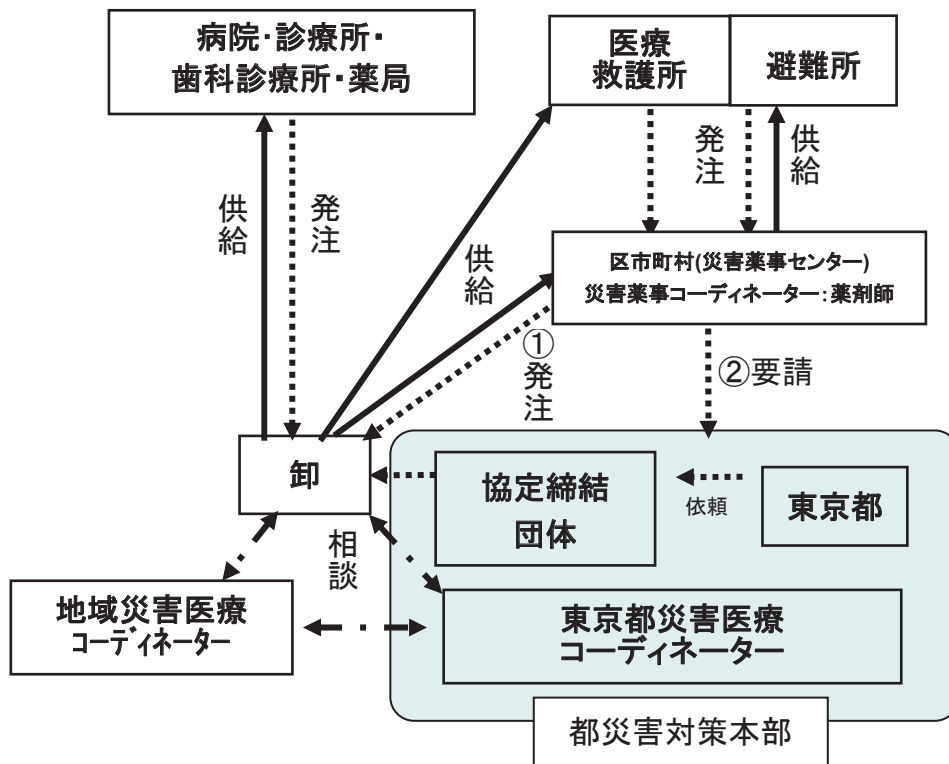 病院・診療所・
歯科診療所・薬局
医療
救護所
避難所
供給
発注
発注
供給
供給
区市町村(災害薬事センター)
災害薬事コーディネーター：薬剤師
①
発注
②要請
卸
協定締結
団体
依頼
東京都
相談
地域災害医療
コーディネーター
東京都災害医療
コーディネーター
都災害対策本部